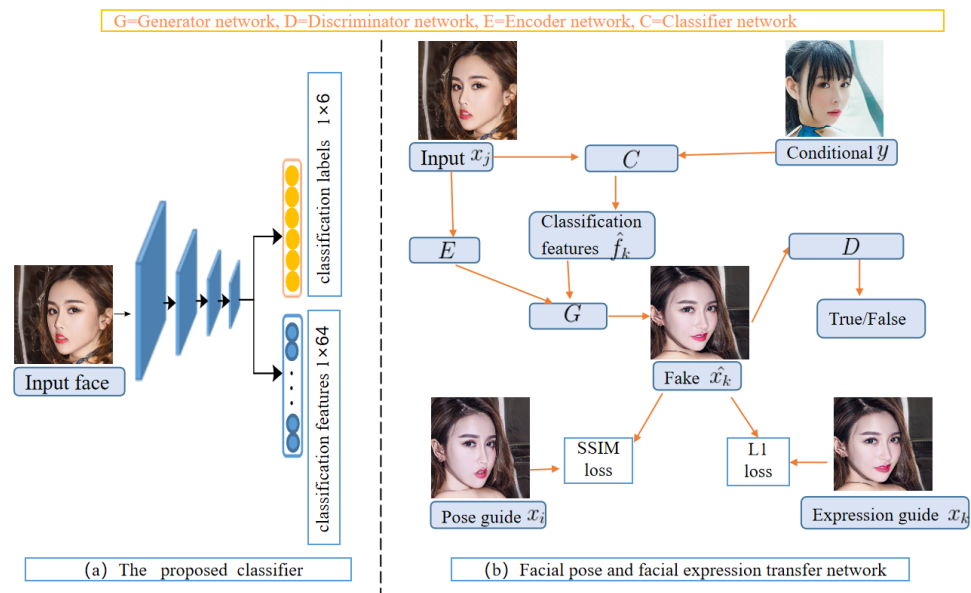 G=Generator network, D=Discriminator network, E=Encoder network, C=Classifier network
classification labels 1×6
classification features 1×64
Input face
(a) The proposed classifier
Input x_j
C
Conditional y
E
Classification
features f̂_k
D
G
True/False
Fake x̂_k
SSIM
loss
L1
loss
Pose guide x_i
Expression guide x_k
(b) Facial pose and facial expression transfer network